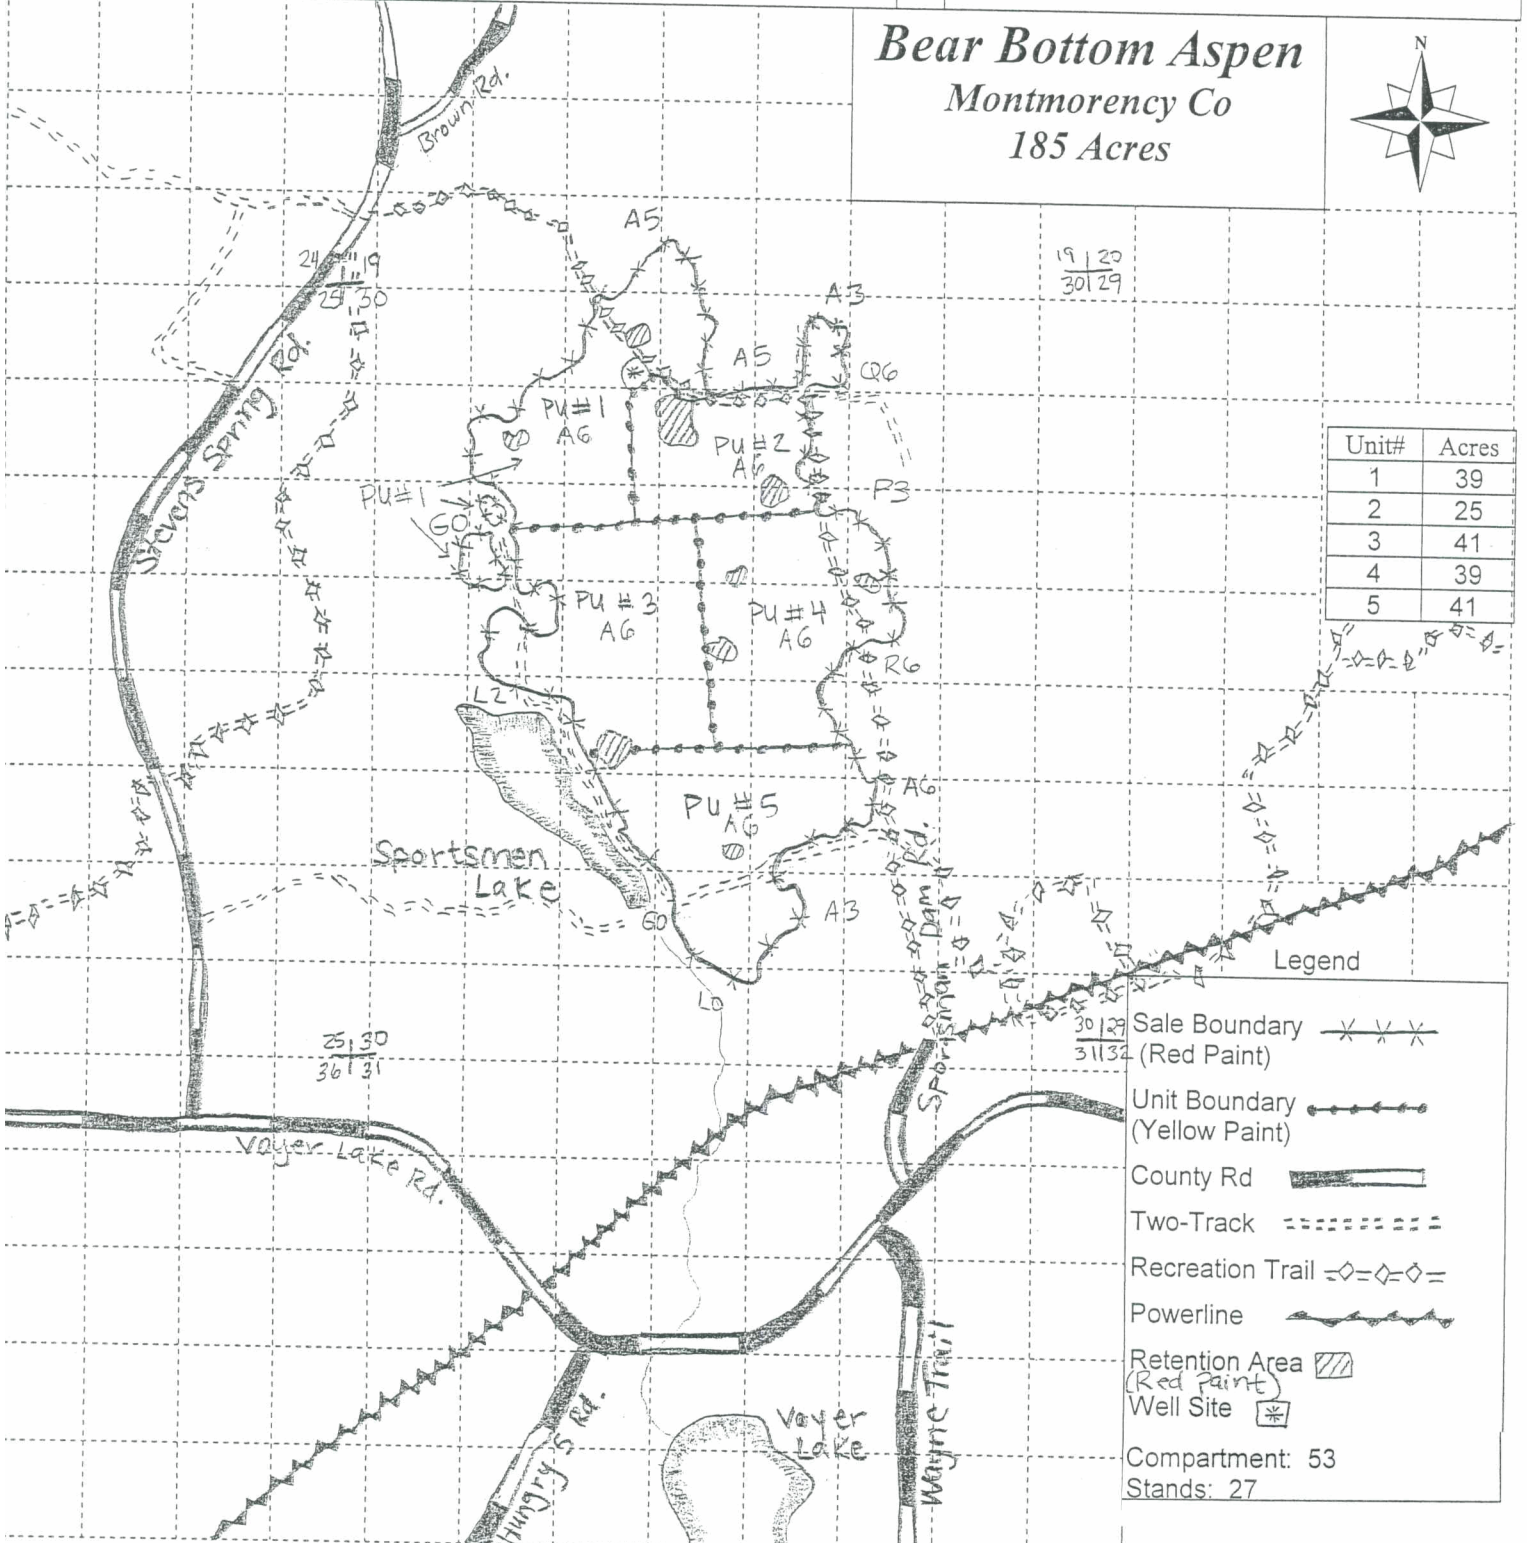 Bear Bottom Aspen
Montmorency Co
185 Acres
N
Brown Rd.
A5
24 19
25 30
19 20
30 29
A3
A5
Q6
Stevens Spring Rd.
PU#1
A6
PU#2
A6
Unit# Acres
1 39
2 25
3 41
4 39
5 41
PU#1
G0
P3
PU #3
A6
PU #4
A6
R6
L2
A6
PU #5
A6
Sportsmen
Lake
Sportsman Dam Rd.
G0
A3
L0
25 30
36 31
30 29
31 32
Voyer Lake Rd.
Hungry 5 Rd.
Voyer
Lake
Wayne Trail
Legend
Sale Boundary
(Red Paint)
Unit Boundary
(Yellow Paint)
County Rd
Two-Track
Recreation Trail
Powerline
Retention Area
(Red Paint)
Well Site
Compartment: 53
Stands: 27